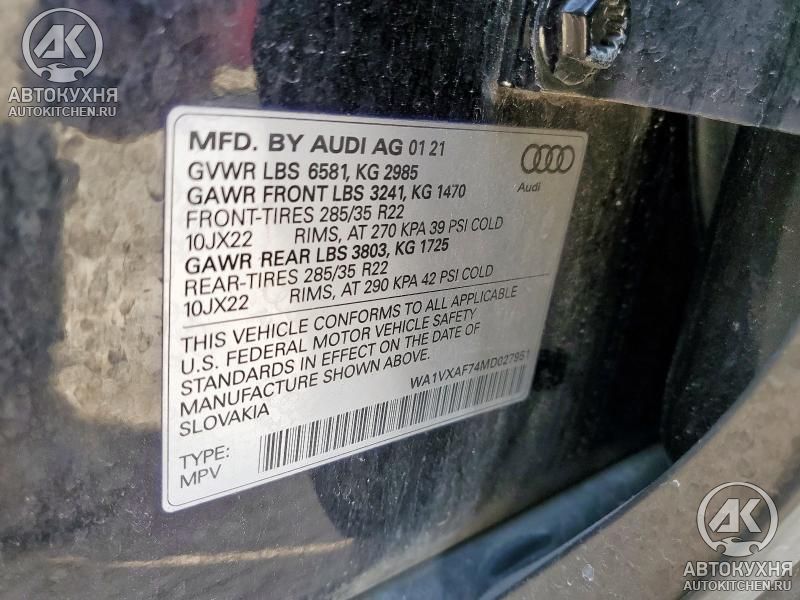 AK
АВТОКУХНЯ
AUTOKITCHEN.RU
MFD. BY AUDI AG 01 21
GVWR LBS 6581, KG 2985
GAWR FRONT LBS 3241, KG 1470
FRONT-TIRES 285/35 R22
10JX22 RIMS, AT 270 KPA 39 PSI COLD
GAWR REAR LBS 3803, KG 1725
REAR-TIRES 285/35 R22
10JX22 RIMS, AT 290 KPA 42 PSI COLD
Audi
THIS VEHICLE CONFORMS TO ALL APPLICABLE
U.S. FEDERAL MOTOR VEHICLE SAFETY
STANDARDS IN EFFECT ON THE DATE OF
MANUFACTURE SHOWN ABOVE.
SLOVAKIA
WA1VXAF74MD027951
TYPE:
MPV
AK
АВТОКУХНЯ
AUTOKITCHEN.RU